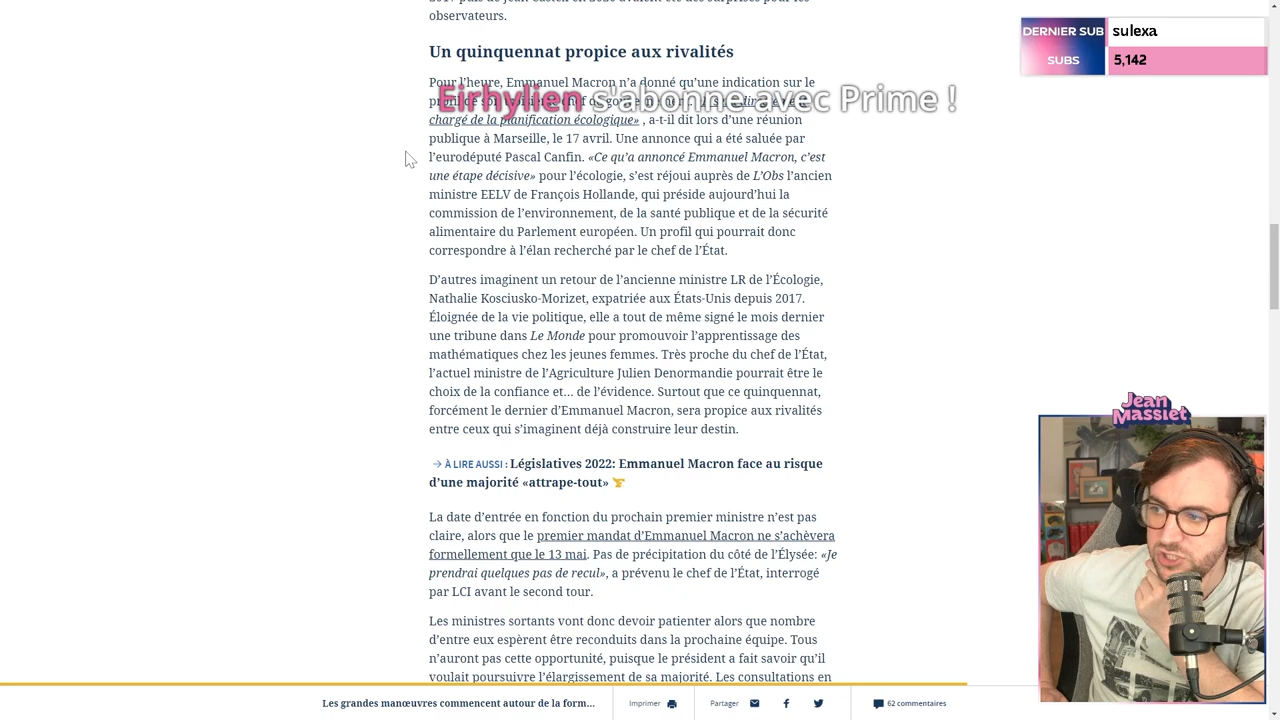 observateurs.
Un quinquennat propice aux rivalités
Pour l'heure, Emmanuel Macron n'a donné qu'une indication sur le
chargé de la planification écologique» , a-t-il dit lors d'une réunion
publique à Marseille, le 17 avril. Une annonce qui a été saluée par
l'eurodéputé Pascal Canfin. «Ce qu'a annoncé Emmanuel Macron, c'est
une étape décisive» pour l'écologie, s'est réjoui auprès de L'Obs l'ancien
ministre EELV de François Hollande, qui préside aujourd'hui la
commission de l'environnement, de la santé publique et de la sécurité
alimentaire du Parlement européen. Un profil qui pourrait donc
correspondre à l'élan recherché par le chef de l'État.
D'autres imaginent un retour de l'ancienne ministre LR de l'Écologie,
Nathalie Kosciusko-Morizet, expatriée aux États-Unis depuis 2017.
Éloignée de la vie politique, elle a tout de même signé le mois dernier
une tribune dans Le Monde pour promouvoir l'apprentissage des
mathématiques chez les jeunes femmes. Très proche du chef de l'État,
l'actuel ministre de l'Agriculture Julien Denormandie pourrait être le
choix de la confiance et... de l'évidence. Surtout que ce quinquennat,
forcément le dernier d'Emmanuel Macron, sera propice aux rivalités
entre ceux qui s'imaginent déjà construire leur destin.
→ À LIRE AUSSI : Législatives 2022: Emmanuel Macron face au risque
d'une majorité «attrape-tout»
La date d'entrée en fonction du prochain premier ministre n'est pas
claire, alors que le premier mandat d'Emmanuel Macron ne s'achèvera
formellement que le 13 mai. Pas de précipitation du côté de l'Élysée: «Je
prendrai quelques pas de recul», a prévenu le chef de l'État, interrogé
par LCI avant le second tour.
Les ministres sortants vont donc devoir patienter alors que nombre
d'entre eux espèrent être reconduits dans la prochaine équipe. Tous
n'auront pas cette opportunité, puisque le président a fait savoir qu'il
voulait poursuivre l'élargissement de sa majorité. Les consultations en
Les grandes manœuvres commencent autour de la form...
Imprimer
Partager
62 commentaires
Eirhylien s'abonne avec Prime !
DERNIER SUB sulexa
SUBS 5,142
Jean
Massiet